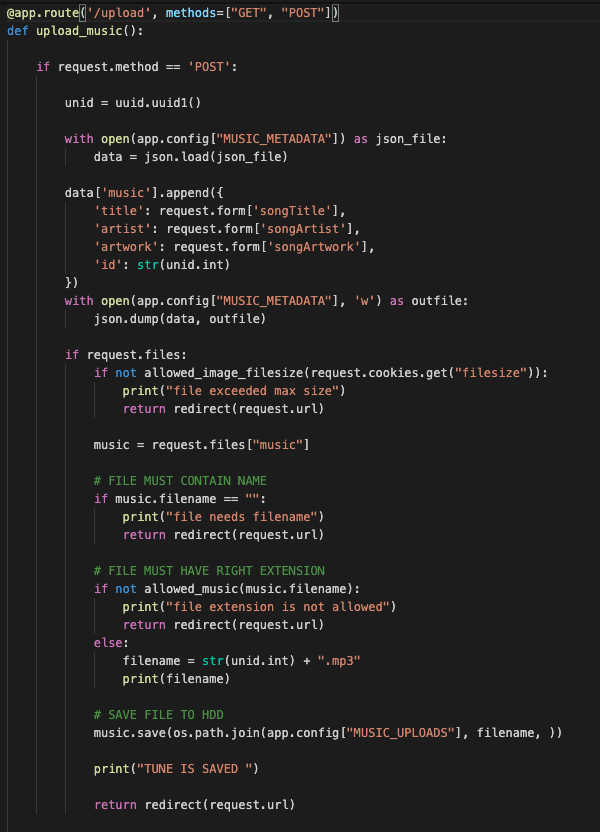 @app.route('/upload', methods=["GET", "POST"])
def upload_music():
if request.method == 'POST':
unid = uuid.uuid1()
with open(app.config["MUSIC_METADATA"]) as json_file:
data = json.load(json_file)
data['music'].append({
'title': request.form['songTitle'],
'artist': request.form['songArtist'],
'artwork': request.form['songArtwork'],
'id': str(unid.int)
})
with open(app.config["MUSIC_METADATA"], 'w') as outfile:
json.dump(data, outfile)
if request.files:
if not allowed_image_filesize(request.cookies.get("filesize")):
print("file exceeded max size")
return redirect(request.url)
music = request.files["music"]
# FILE MUST CONTAIN NAME
if music.filename == "":
print("file needs filename")
return redirect(request.url)
# FILE MUST HAVE RIGHT EXTENSION
if not allowed_music(music.filename):
print("file extension is not allowed")
return redirect(request.url)
else:
filename = str(unid.int) + ".mp3"
print(filename)
# SAVE FILE TO HDD
music.save(os.path.join(app.config["MUSIC_UPLOADS"], filename, ))
print("TUNE IS SAVED ")
return redirect(request.url)